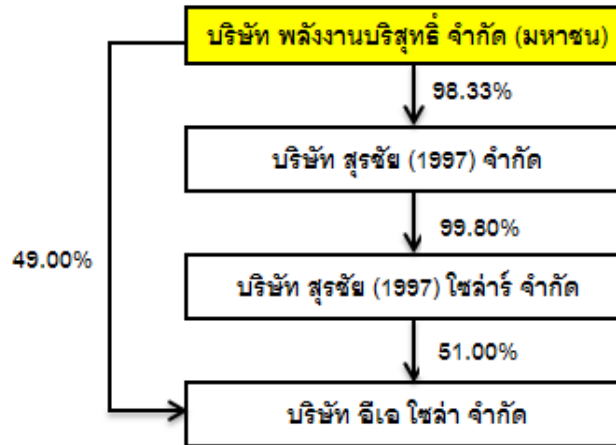 บริษัท พลังงานบริสุทธิ์ จำกัด (มหาชน)
98.33%
บริษัท สุรชัย (1997) จำกัด
99.80%
49.00%
บริษัท สุรชัย (1997) โซล่าร์ จำกัด
51.00%
บริษัท อีเอ โซล่า จำกัด